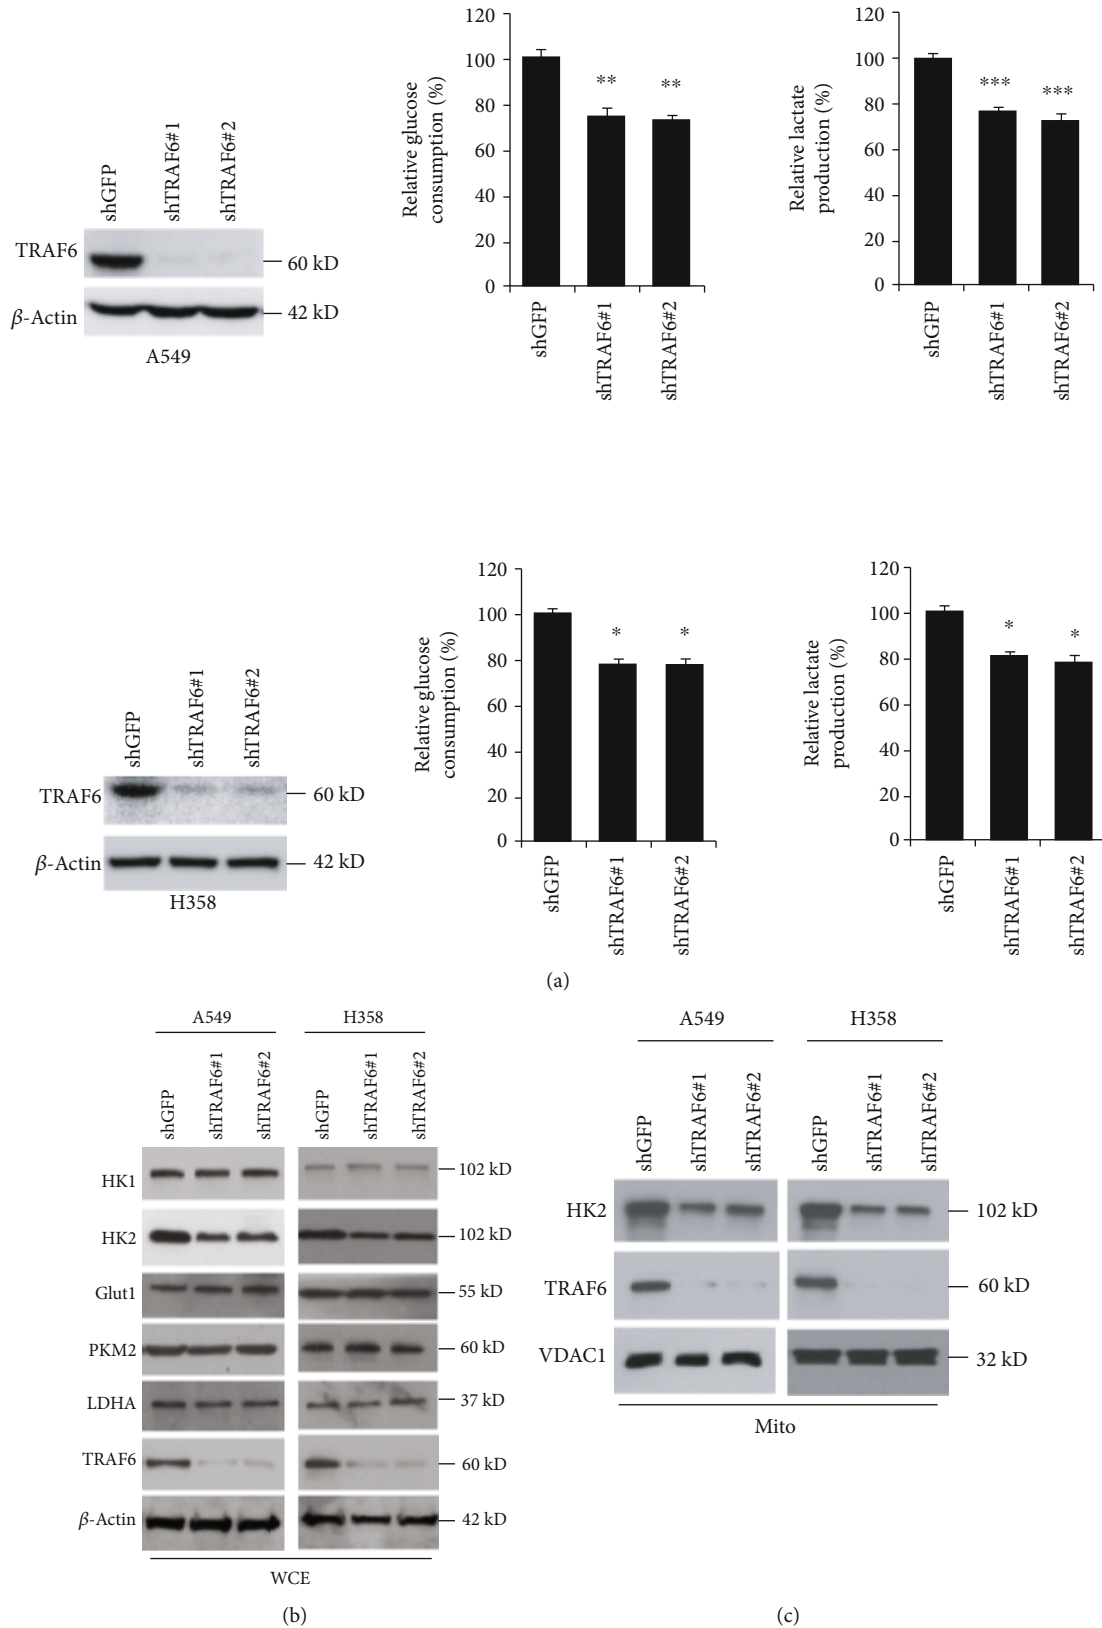 shGFP
shTRAF6#1
shTRAF6#2
TRAF6
60 kD
β-Actin
42 kD
A549
Relative glucose
consumption (%)
120
100
80
60
40
20
0
**
**
shGFP
shTRAF6#1
shTRAF6#2
Relative lactate
production (%)
120
100
80
60
40
20
0
***
***
shGFP
shTRAF6#1
shTRAF6#2
shGFP
shTRAF6#1
shTRAF6#2
TRAF6
60 kD
β-Actin
42 kD
H358
Relative glucose
consumption (%)
120
100
80
60
40
20
0
*
*
shGFP
shTRAF6#1
shTRAF6#2
Relative lactate
production (%)
120
100
80
60
40
20
0
*
*
shGFP
shTRAF6#1
shTRAF6#2
(a)
A549
H358
shGFP
shTRAF6#1
shTRAF6#2
shGFP
shTRAF6#1
shTRAF6#2
HK1
102 kD
HK2
102 kD
Glut1
55 kD
PKM2
60 kD
LDHA
37 kD
TRAF6
60 kD
β-Actin
42 kD
WCE
(b)
A549
H358
shGFP
shTRAF6#1
shTRAF6#2
shGFP
shTRAF6#1
shTRAF6#2
HK2
102 kD
TRAF6
60 kD
VDAC1
32 kD
Mito
(c)